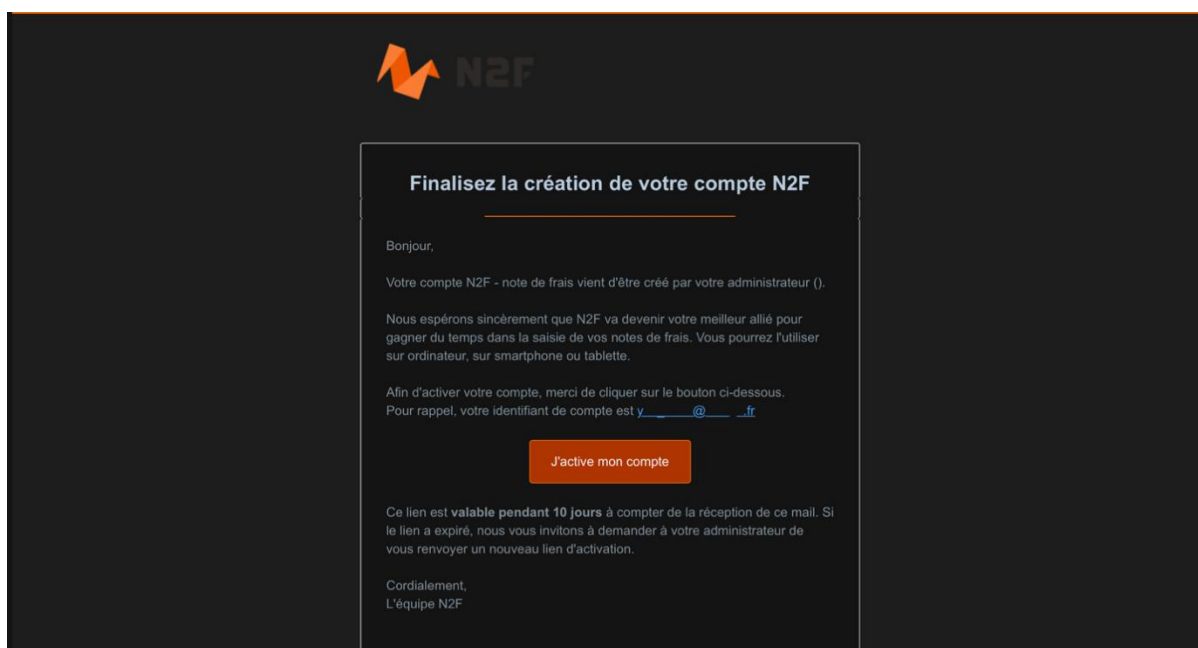 N2F
Finalisez la création de votre compte N2F
Bonjour,
Votre compte N2F - note de frais vient d'être créé par votre administrateur ().
Nous espérons sincèrement que N2F va devenir votre meilleur allié pour
gagner du temps dans la saisie de vos notes de frais. Vous pourrez l'utiliser
sur ordinateur, sur smartphone ou tablette.
Afin d'activer votre compte, merci de cliquer sur le bouton ci-dessous.
Pour rappel, votre identifiant de compte est y__ _ ____@____ _.fr
J'active mon compte
Ce lien est valable pendant 10 jours à compter de la réception de ce mail. Si
le lien a expiré, nous vous invitons à demander à votre administrateur de
vous renvoyer un nouveau lien d'activation.
Cordialement,
L'équipe N2F